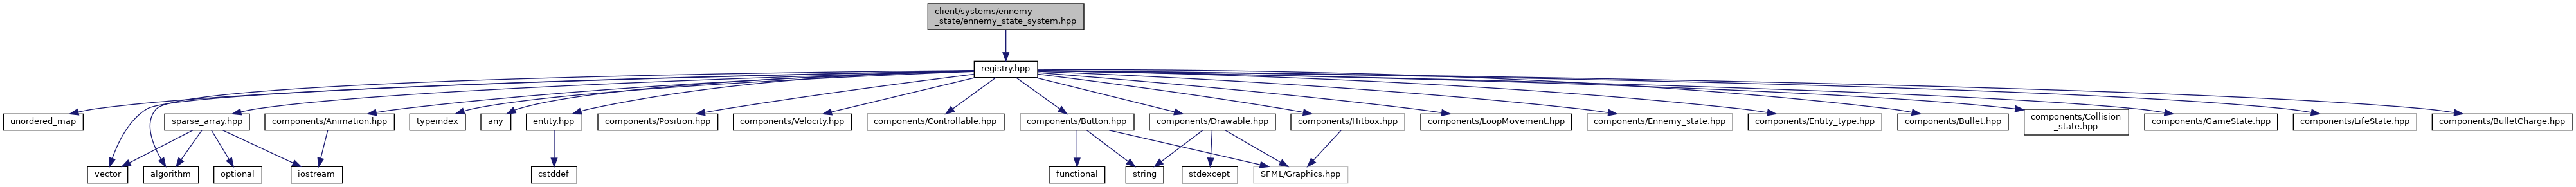 client/systems/ennemy
_state/ennemy_state_system.hpp
registry.hpp
unordered_map
sparse_array.hpp
components/Animation.hpp
typeindex
any
entity.hpp
components/Position.hpp
components/Velocity.hpp
components/Controllable.hpp
components/Button.hpp
components/Drawable.hpp
components/Hitbox.hpp
components/LoopMovement.hpp
components/Ennemy_state.hpp
components/Entity_type.hpp
components/Bullet.hpp
components/Collision
_state.hpp
components/GameState.hpp
components/LifeState.hpp
components/BulletCharge.hpp
vector
algorithm
optional
iostream
cstddef
functional
string
stdexcept
SFML/Graphics.hpp